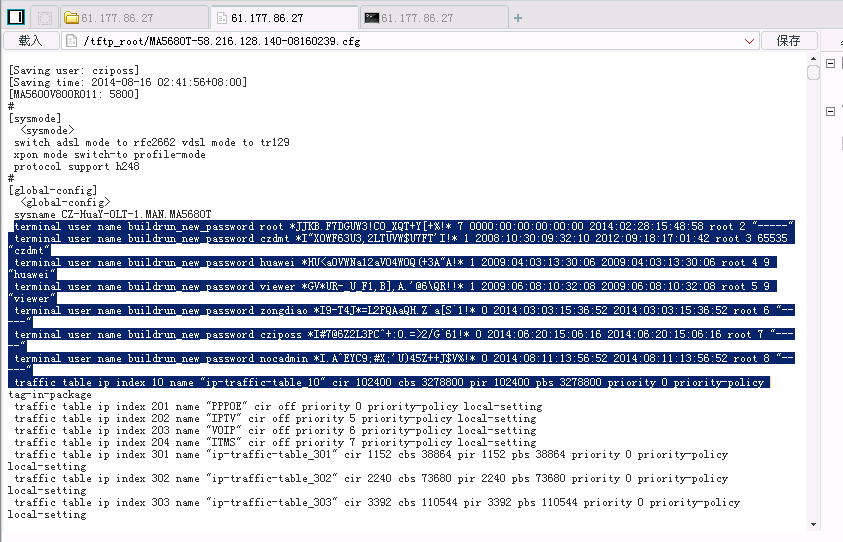 61.177.86.27
61.177.86.27
61.177.86.27
载入
/tftp_root/MA5680T-58.216.128.140-08160239.cfg
保存
[Saving user: cziposs]
[Saving time: 2014-08-16 02:41:56+08:00]
[MA5600V800R011: 5800]
#
[sysmode]
<sysmode>
switch adsl mode to rfc2662 vdsl mode to tr129
xpon mode switch-to profile-mode
protocol support h248
#
[global-config]
<global-config>
sysname CZ-HuaY-OLT-1.MAN.MA5680T
terminal user name buildrun_new_password root *JJKB.F7DGUW3!CO_XQT+Y[+%!* 7 0000:00:00:00:00:00 2014:02:28:15:48:58 root 2 "-----"
terminal user name buildrun_new_password czdmt *I"XOWF63U3,2LTUVW$U7FT`I!* 1 2008:10:30:09:32:10 2012:09:18:17:01:42 root 3 65535
"czdmt"
terminal user name buildrun_new_password huawei *HU<aOVWNa12aVO4WOQ(+3A"A!* 1 2009:04:03:13:30:06 2009:04:03:13:30:06 root 4 9
"huawei"
terminal user name buildrun_new_password viewer *GV*UR-_U_F1,B],A.'@6\QR!!* 1 2009:06:08:10:32:08 2009:06:08:10:32:08 root 5 9
"viewer"
terminal user name buildrun_new_password zongdiao *I9-T4J*=L2PQAaQH.Z`a[S`1!* 0 2014:03:03:15:36:52 2014:03:03:15:36:52 root 6 "--
---"
terminal user name buildrun_new_password cziposs *I#7@6Z2L3PC^+:O.=>2/G`61!* 0 2014:06:20:15:06:16 2014:06:20:15:06:16 root 7 "---
--"
terminal user name buildrun_new_password nocadmin *I.A^EYC9;#X;'U)45Z++J$V%!* 0 2014:08:11:13:56:52 2014:08:11:13:56:52 root 8 "--
---"
traffic table ip index 10 name "ip-traffic-table_10" cir 102400 cbs 3278800 pir 102400 pbs 3278800 priority 0 priority-policy
tag-in-package
traffic table ip index 201 name "PPPOE" cir off priority 0 priority-policy local-setting
traffic table ip index 202 name "IPTV" cir off priority 5 priority-policy local-setting
traffic table ip index 203 name "VOIP" cir off priority 6 priority-policy local-setting
traffic table ip index 204 name "ITMS" cir off priority 7 priority-policy local-setting
traffic table ip index 301 name "ip-traffic-table_301" cir 1152 cbs 38864 pir 1152 pbs 38864 priority 0 priority-policy
local-setting
traffic table ip index 302 name "ip-traffic-table_302" cir 2240 cbs 73680 pir 2240 pbs 73680 priority 0 priority-policy
local-setting
traffic table ip index 303 name "ip-traffic-table_303" cir 3392 cbs 110544 pir 3392 pbs 110544 priority 0 priority-policy
local-setting